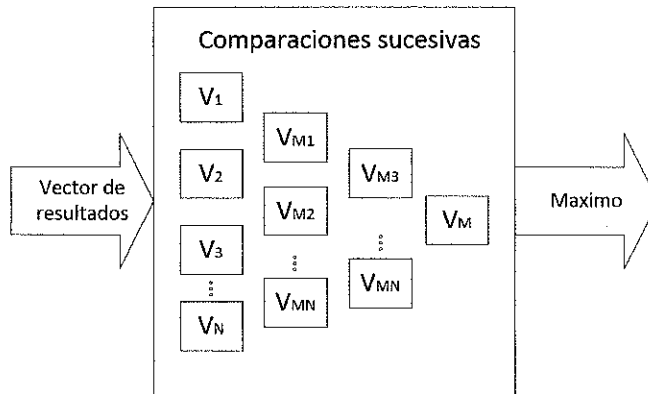 Comparaciones sucesivas
Vector de
resultados
V1
V2
V3
VN
VM1
VM2
VMN
VM3
VMN
VM
Maximo